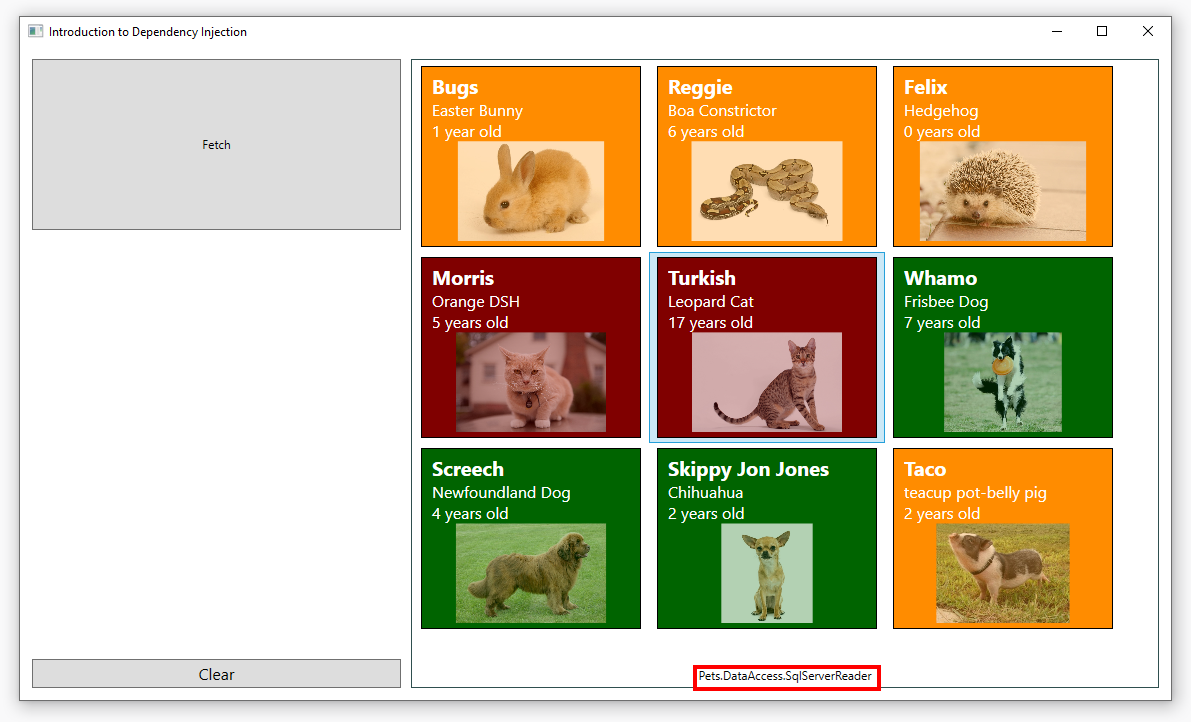 Introduction to Dependency Injection
Fetch
Bugs
Easter Bunny
1 year old
Reggie
Boa Constrictor
6 years old
Felix
Hedgehog
0 years old
Morris
Orange DSH
5 years old
Turkish
Leopard Cat
17 years old
Whamo
Frisbee Dog
7 years old
Screech
Newfoundland Dog
4 years old
Skippy Jon Jones
Chihuahua
2 years old
Taco
teacup pot-belly pig
2 years old
Clear
Pets.DataAccess.SqlServerReader